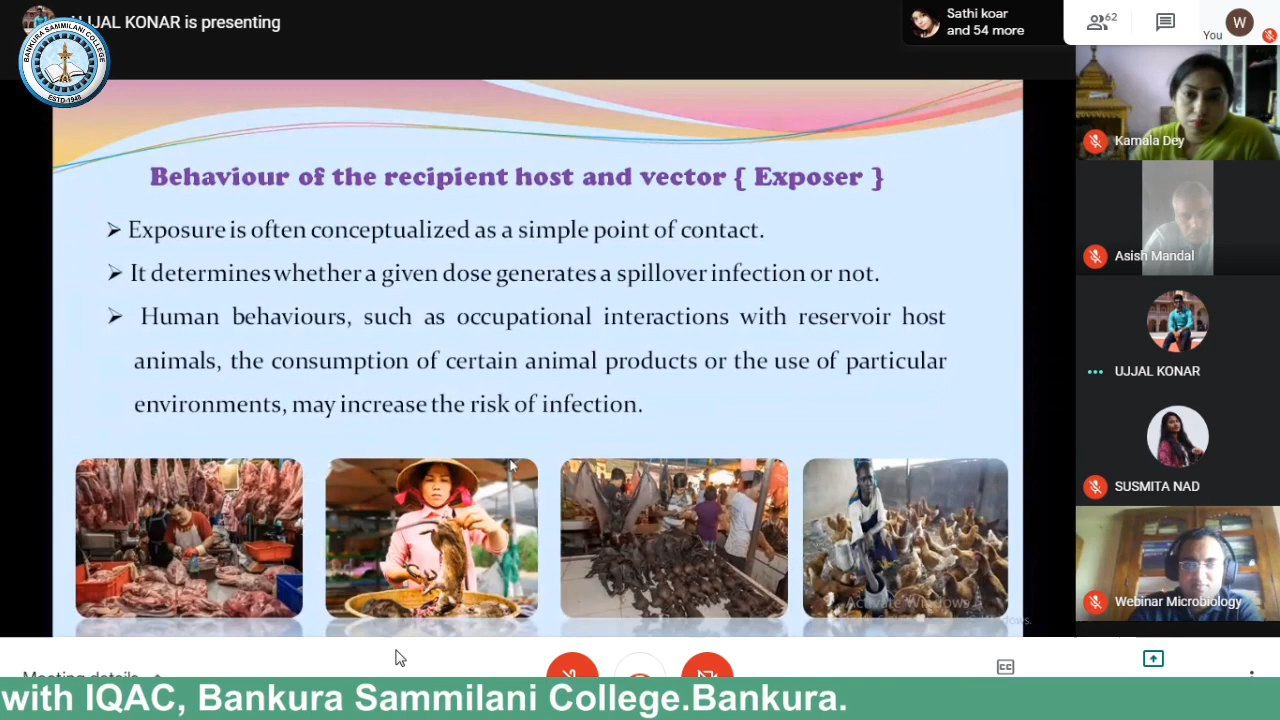 UJJAL KONAR is presenting
BANKURA SAMMILANI COLLEGE
ESTD-1948
Sathi koar
and 54 more
62
You
W
Behaviour of the recipient host and vector { Exposer }
Exposure is often conceptualized as a simple point of contact.
It determines whether a given dose generates a spillover infection or not.
Human behaviours, such as occupational interactions with reservoir host
animals, the consumption of certain animal products or the use of particular
environments, may increase the risk of infection.
Activate Windows
Kamala Dey
Asish Mandal
UJJAL KONAR
SUSMITA NAD
Webinar Microbiology
Meeting details
CC
with IQAC, Bankura Sammilani College.Bankura.